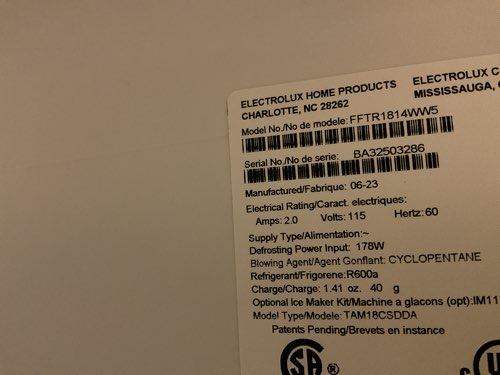 ELECTROLUX HOME PRODUCTS
CHARLOTTE, NC 28262
ELECTROLUX C
MISSISSAUGA,
Model No./No de modele:FFTR1814WW5
Serial No./No de serie: BA32503286
Manufactured/Fabrique: 06-23
Electrical Rating/Caract. electriques:
Amps: 2.0 Volts: 115 Hertz: 60
Supply Type/Alimentation:~
Defrosting Power Input: 178W
Blowing Agent/Agent Gonflant: CYCLOPENTANE
Refrigerant/Frigorene:R600a
Charge/Charge: 1.41 oz. 40 g
Optional Ice Maker Kit/Machine a glacons (opt):IM11
Model Type/Modele: TAM18CSDDA
Patents Pending/Brevets en instance
SA ®
c U